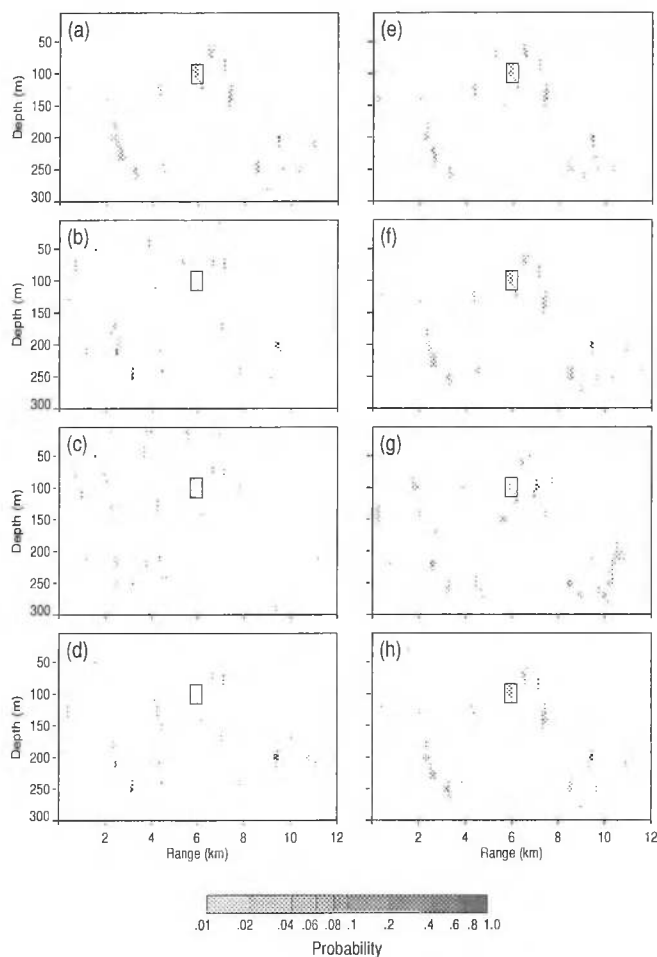 (a)
50
100
150
200
250
300
Depth (m)
(e)
(b)
50
100
150
200
250
300
Depth (m)
(f)
(c)
50
100
150
200
250
300
Depth (m)
(g)
(d)
50
100
150
200
250
300
Depth (m)
2 4 6 8 10 12
Range (km)
(h)
0 2 4 6 8 10 12
Range (km)
.01 .02 .04 .06 .08 .1 .2 .4 .6 .8 1.0
Probability